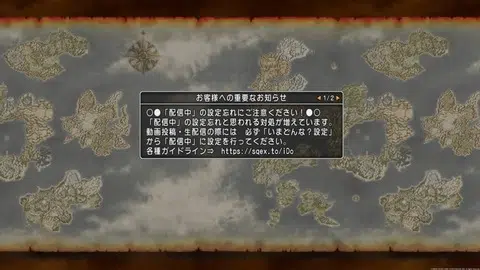 お客様への重要なお知らせ
1/2
○●「配信中」の設定忘れにご注意ください!●○
「配信中」の設定忘れと思われる対処が増えています。
動画投稿・生配信の際には 必ず「いまとんな？設定」
から「配信中」に設定を行ってください。
各種ガイドライン⇒ https://sqex.to/iOo